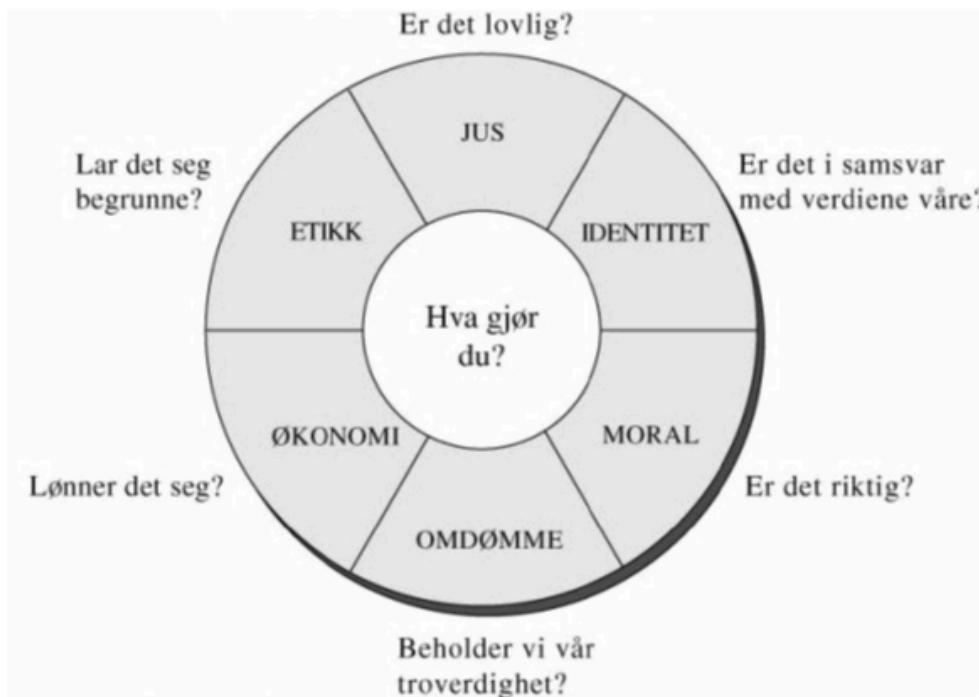 Er det lovlig?
JUS
Er det i samsvar
med verdiene våre?
IDENTITET
MORAL
Er det riktig?
OMDØMME
Beholder vi vår
troverdighet?
ØKONOMI
Lønner det seg?
ETIKK
Lar det seg
begrunne?
Hva gjør
du?